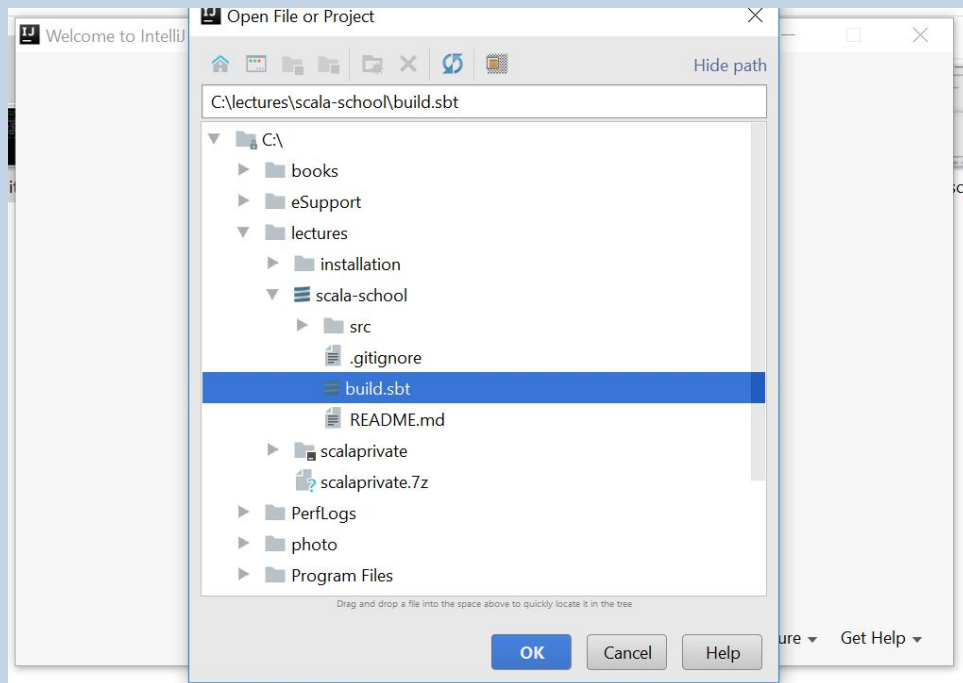 Open File or Project
Welcome to IntelliJ
Hide path
C:\lectures\scala-school\build.sbt
C:\
books
eSupport
lectures
installation
scala-school
src
.gitignore
build.sbt
README.md
scalaprivate
scalaprivate.7z
PerfLogs
photo
Program Files
Drag and drop a file into the space above to quickly locate it in the tree
ure Get Help
OK Cancel Help